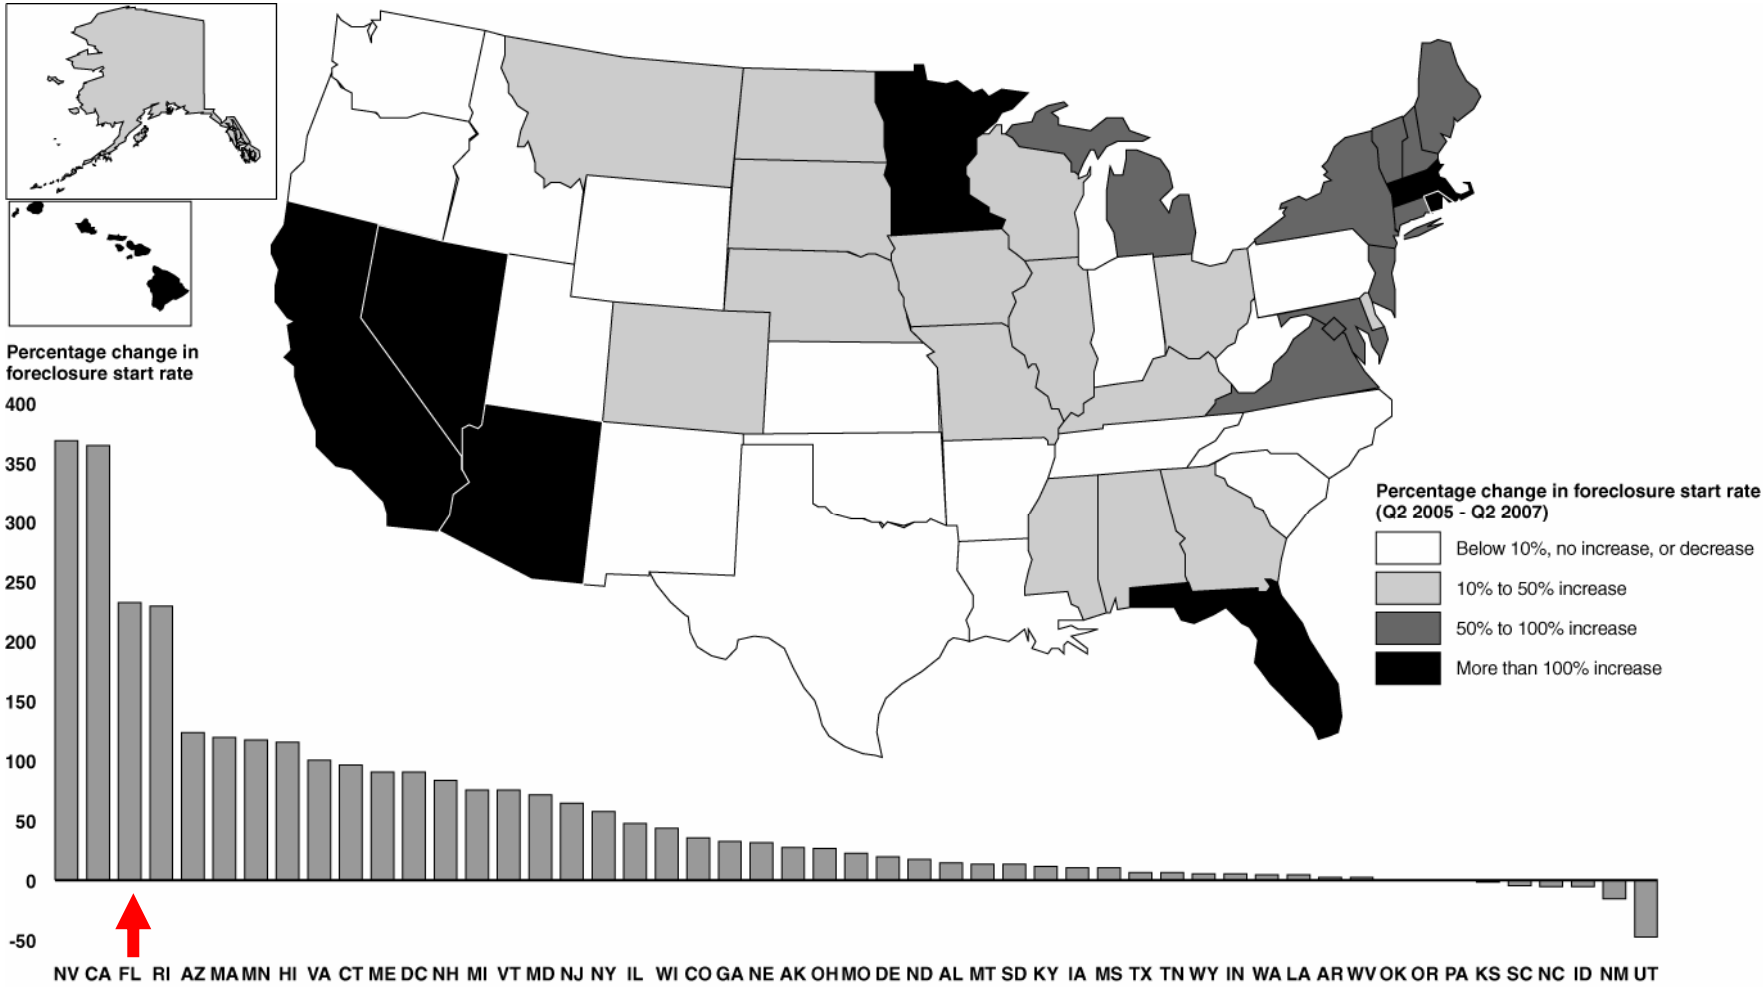 Percentage change in
foreclosure start rate
400
350
300
250
200
150
100
50
0
-50
NV CA FL RI AZ MA MN HI VA CT ME DC NH MI VT MD NJ NY IL WI CO GA NE AK OH MO DE ND AL MT SD KY IA MS TX TN WY IN WA LA AR WV OK OR PA KS SC NC ID NM UT
Percentage change in foreclosure start rate
(Q2 2005 - Q2 2007)
Below 10%, no increase, or decrease
10% to 50% increase
50% to 100% increase
More than 100% increase